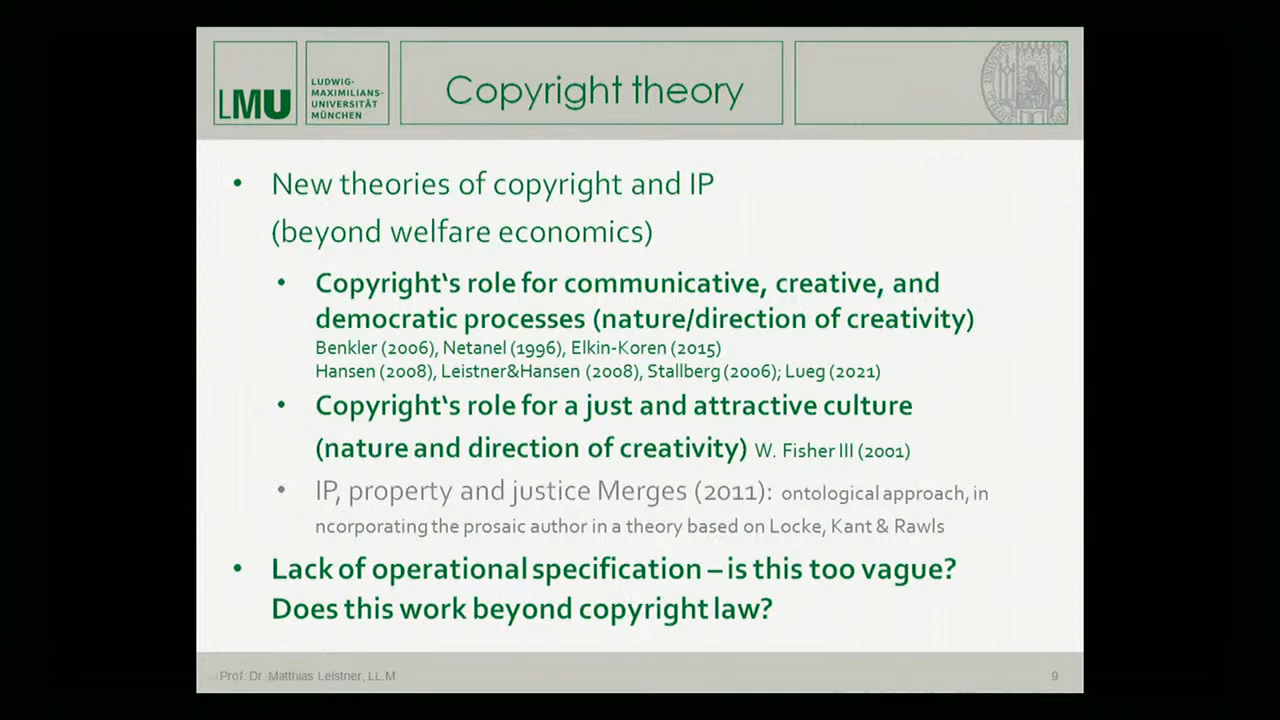 LMU
LUDWIG-
MAXIMILIANS-
UNIVERSITÄT
MÜNCHEN
Copyright theory
• New theories of copyright and IP
(beyond welfare economics)
• Copyright‘s role for communicative, creative, and
democratic processes (nature/direction of creativity)
Benkler (2006), Netanel (1996), Elkin-Koren (2015)
Hansen (2008), Leistner&Hansen (2008), Stallberg (2006); Lueg (2021)
• Copyright‘s role for a just and attractive culture
(nature and direction of creativity) W. Fisher III (2001)
• IP, property and justice Merges (2011): ontological approach, in
ncorporating the prosaic author in a theory based on Locke, Kant & Rawls
• Lack of operational specification – is this too vague?
Does this work beyond copyright law?
Prof. Dr. Matthias Leistner, LL.M
9